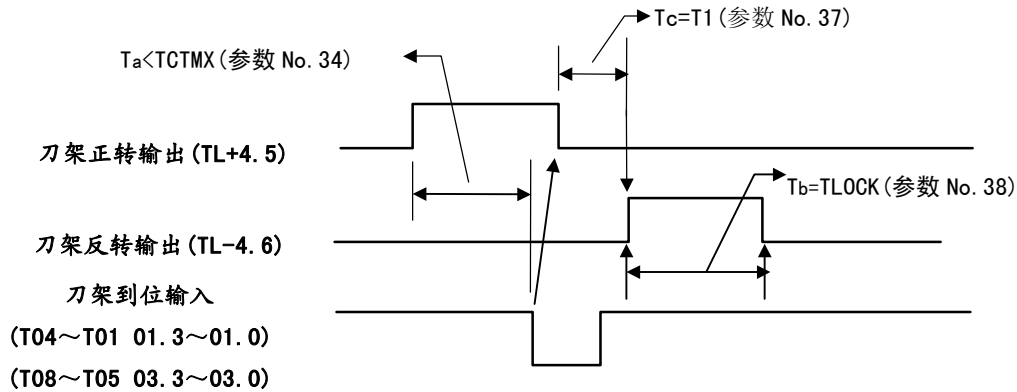 Tc=T1(参数 No. 37)
Ta<TCTMX(参数 No. 34)
刀架正转输出(TL+4.5)
Tb=TLOCK(参数 No. 38)
刀架反转输出(TL-4.6)
刀架到位输入
(T04～T01 01.3～01.0)
(T08～T05 03.3～03.0)